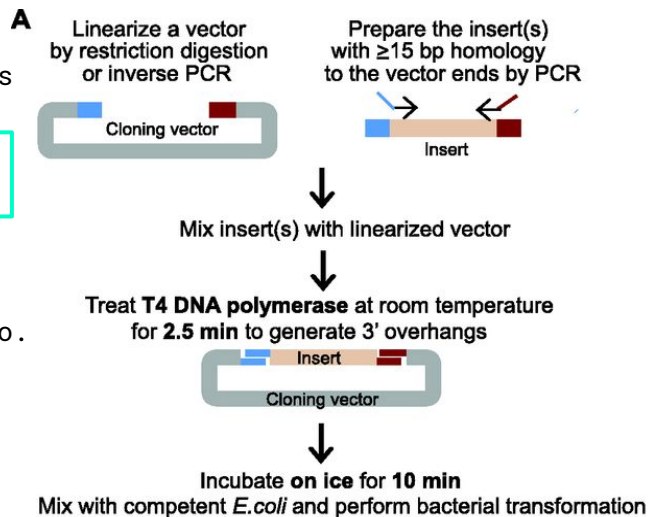 A
Linearize a vector
by restriction digestion
or inverse PCR
Prepare the insert(s)
with ≥15 bp homology
to the vector ends by PCR
s
Cloning vector
Insert
Mix insert(s) with linearized vector
Treat T4 DNA polymerase at room temperature
for 2.5 min to generate 3' overhangs
o.
Insert
Cloning vector
Incubate on ice for 10 min
Mix with competent E.coli and perform bacterial transformation